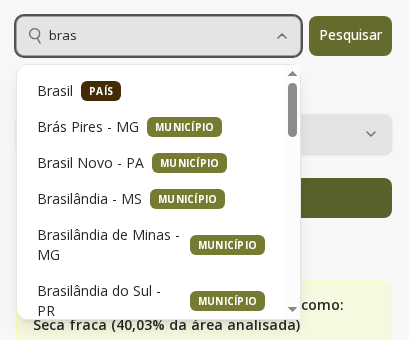 bras
Pesquisar
Brasil PAÍS
Brás Pires - MG MUNICÍPIO
Brasil Novo - PA MUNICÍPIO
Brasilândia - MS MUNICÍPIO
Brasilândia de Minas - MUNICÍPIO
MG
Brasilândia do Sul - MUNICÍPIO
PR
como:
Seca fraca (40,03% da área analisada)